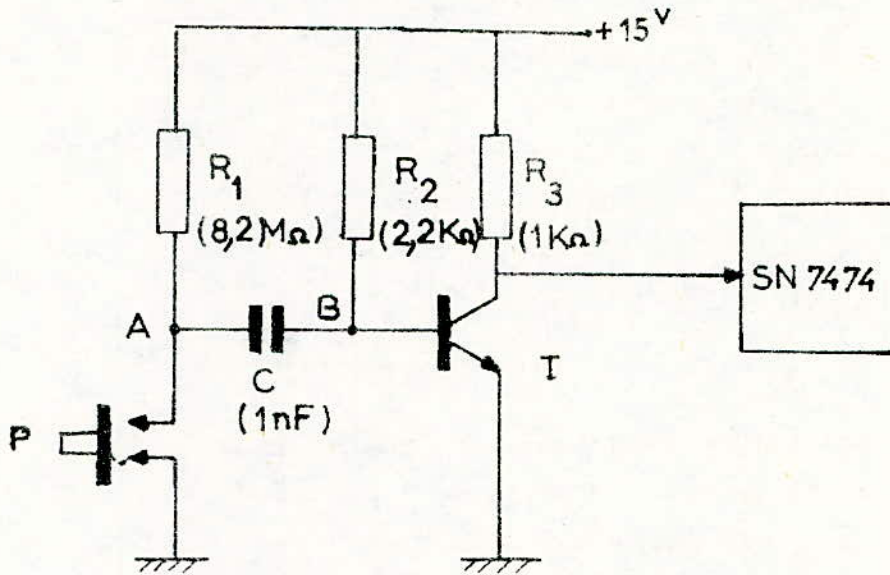 +15V
R1
(8,2MΩ)
R2
(2,2KΩ)
R3
(1KΩ)
SN 7474
A
B
C
(1nF)
T
P